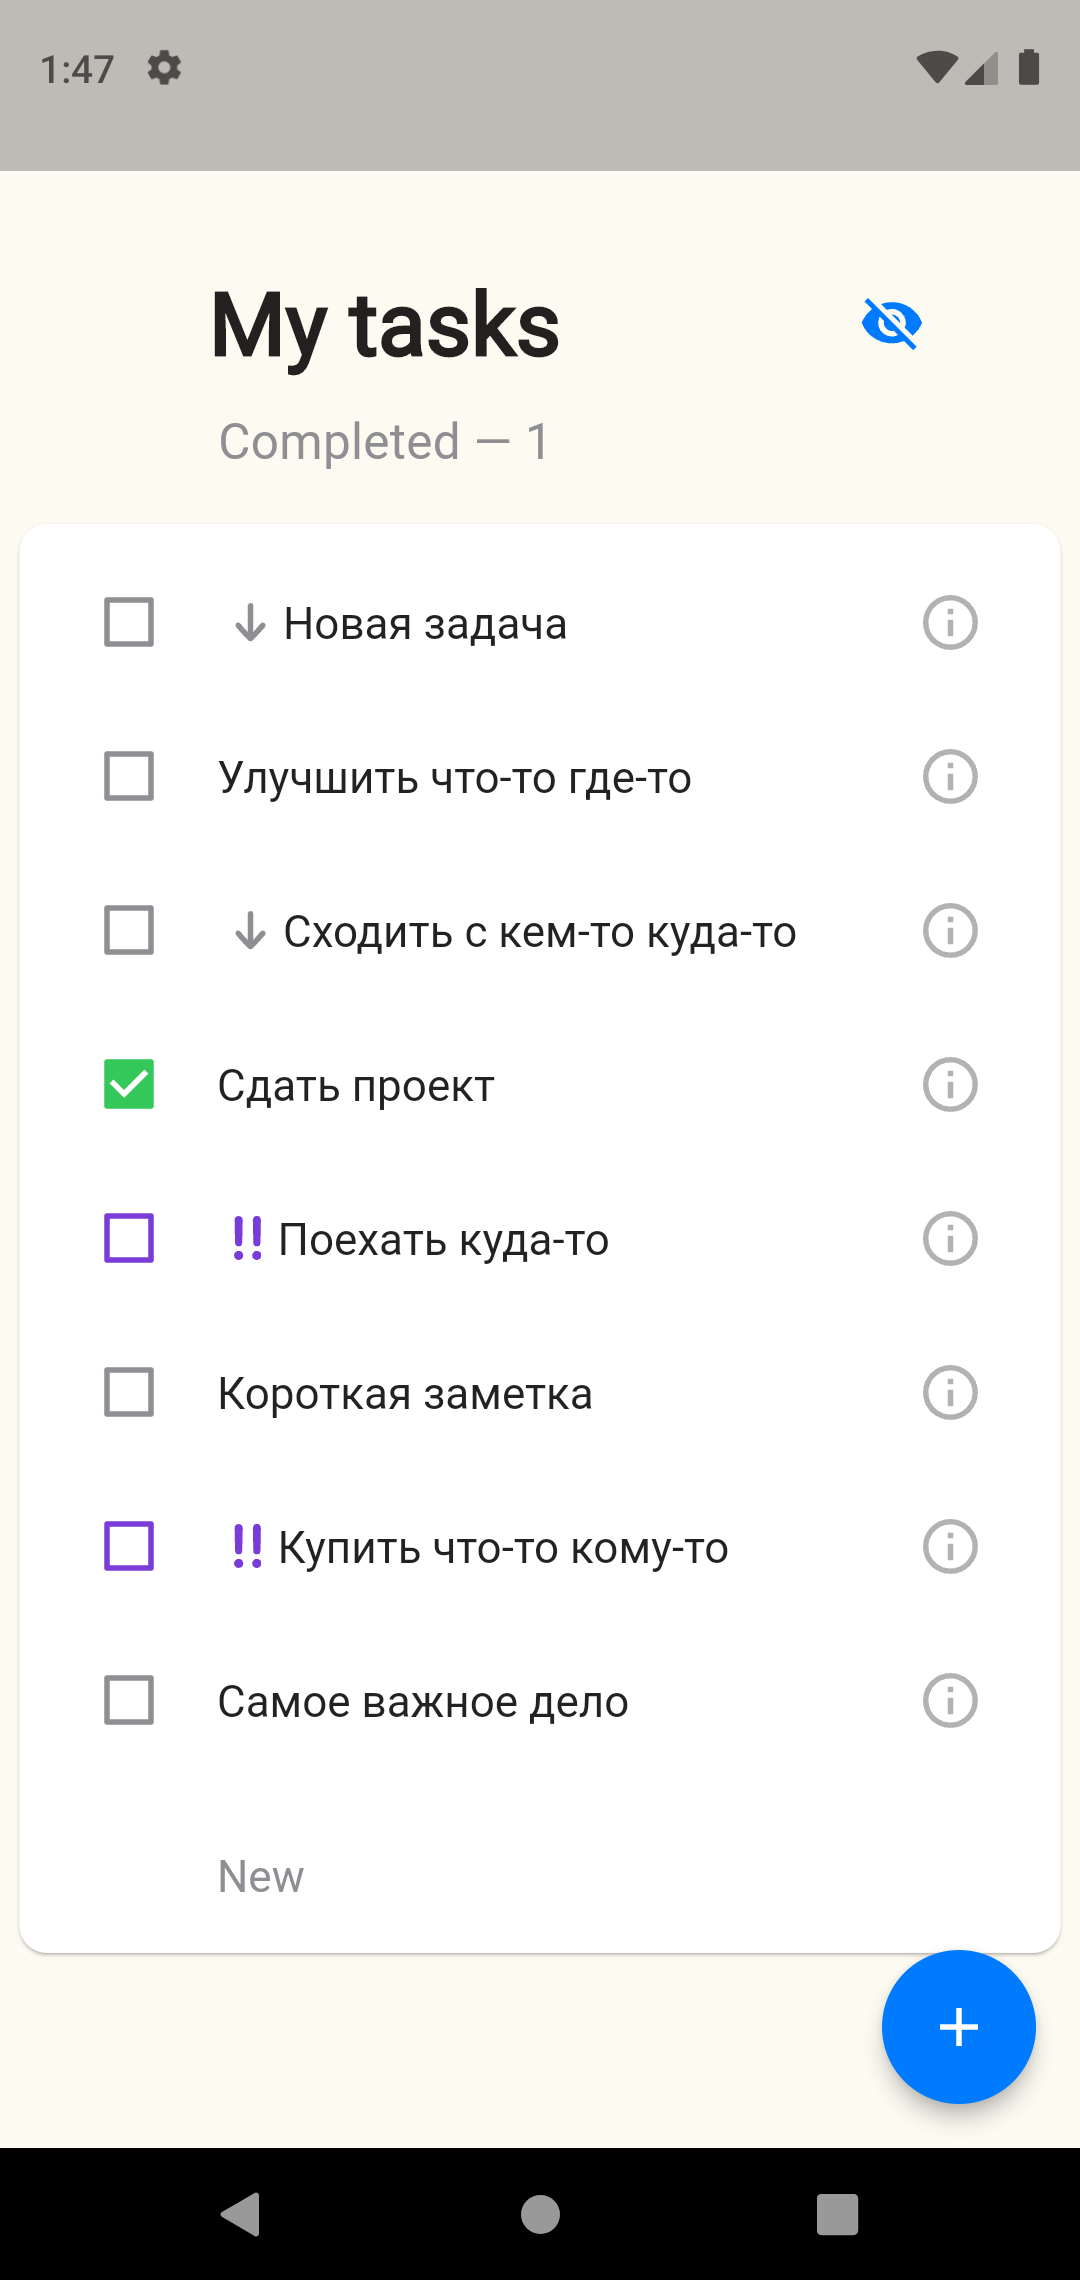 1:47
My tasks
Completed — 1
Новая задача
Улучшить что-то где-то
Сходить с кем-то куда-то
Сдать проект
!! Поехать куда-то
Короткая заметка
!! Купить что-то кому-то
Самое важное дело
New